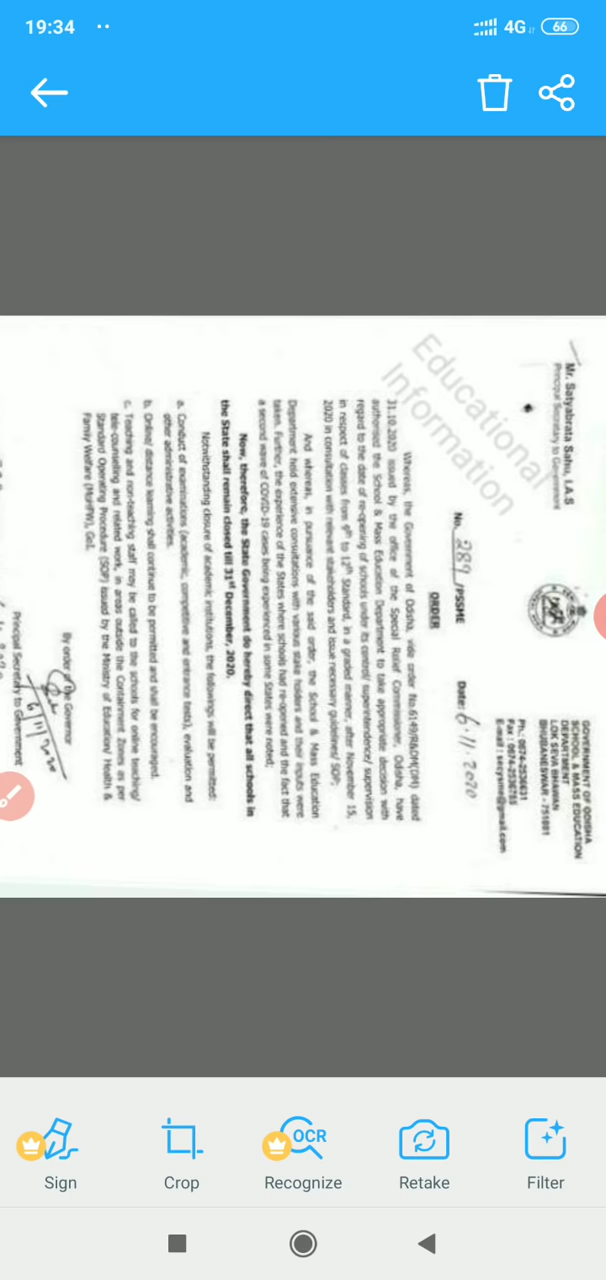 19:34
4G
66
Mr. Satyabrata Sahu, I.A.S
Principal Secretary to Government
GOVERNMENT OF ODISHA
SCHOOL & MASS EDUCATION
DEPARTMENT
LOK SEVA BHAWAN
BHUBANESWAR - 751001
Ph.: 0674-2536631
Fax : 0674-2536755
E-mail : secysme@gmail.com
Educational
Information
No. 289 /PSSME Date: 6.11.2020
ORDER
Whereas, the Government of Odisha, vide order No.6149/R&DM(DM) dated
31.10.2020 issued by the office of the Special Relief Commissioner, Odisha, have
authorised the School & Mass Education Department to take appropriate decision with
regard to the date of re-opening of schools under its control/ superintendence/ supervision
in respect of classes from 9th to 12th Standard, in a graded manner, after November 15,
2020 in consultation with relevant stakeholders and issue necessary guidelines/ SOP;
And whereas, in pursuance of the said order, the School & Mass Education
Department held extensive consultations with various stake holders and their inputs were
taken. Further, the experience of the States where schools had re-opened and the fact that
a second wave of COVID-19 cases being experienced in some States were noted;
Now, therefore, the State Government do hereby direct that all schools in
the State shall remain closed till 31st December, 2020.
Notwithstanding closure of academic institutions, the followings will be permitted:
a. Conduct of examinations (academic, competitive and entrance tests), evaluation and
other administrative activities.
b. Online/ distance learning shall continue to be permitted and shall be encouraged.
c. Teaching and non-teaching staff may be called to the schools for online teaching/
tele-counselling and related work, in areas outside the Containment Zones as per
Standard Operating Procedure (SOP) issued by the Ministry of Education/ Health &
Family Welfare (MoHFW), GoI.
By order of the Governor
6/11/2020
Principal Secretary to Government
Sign
Crop
OCR
Recognize
Retake
Filter